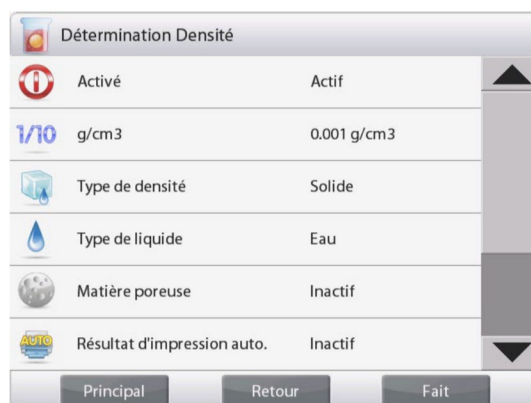 Détermination Densité
Activé Actif
1/10 g/cm3 0.001 g/cm3
Type de densité Solide
Type de liquide Eau
Matière poreuse Inactif
AUTO Résultat d'impression auto. Inactif
Principal Retour Fait